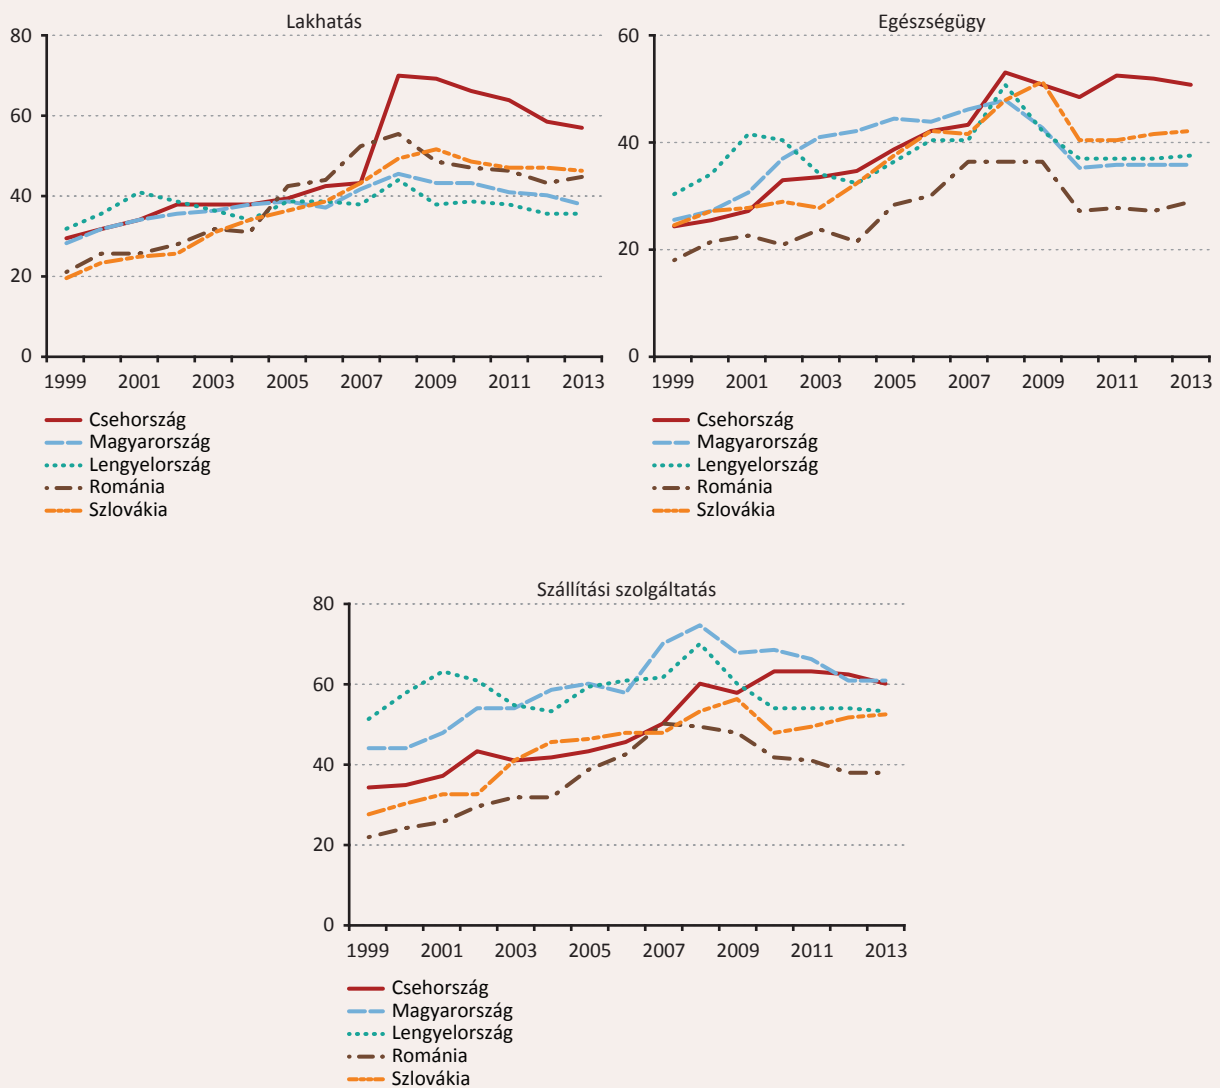 Lakhatás
80
60
40
20
0
1999 2001 2003 2005 2007 2009 2011 2013
Csehország
Magyarország
Lengyelország
Románia
Szlovákia
Egészségügy
60
40
20
0
1999 2001 2003 2005 2007 2009 2011 2013
Csehország
Magyarország
Lengyelország
Románia
Szlovákia
Szállítási szolgáltatás
80
60
40
20
0
1999 2001 2003 2005 2007 2009 2011 2013
Csehország
Magyarország
Lengyelország
Románia
Szlovákia